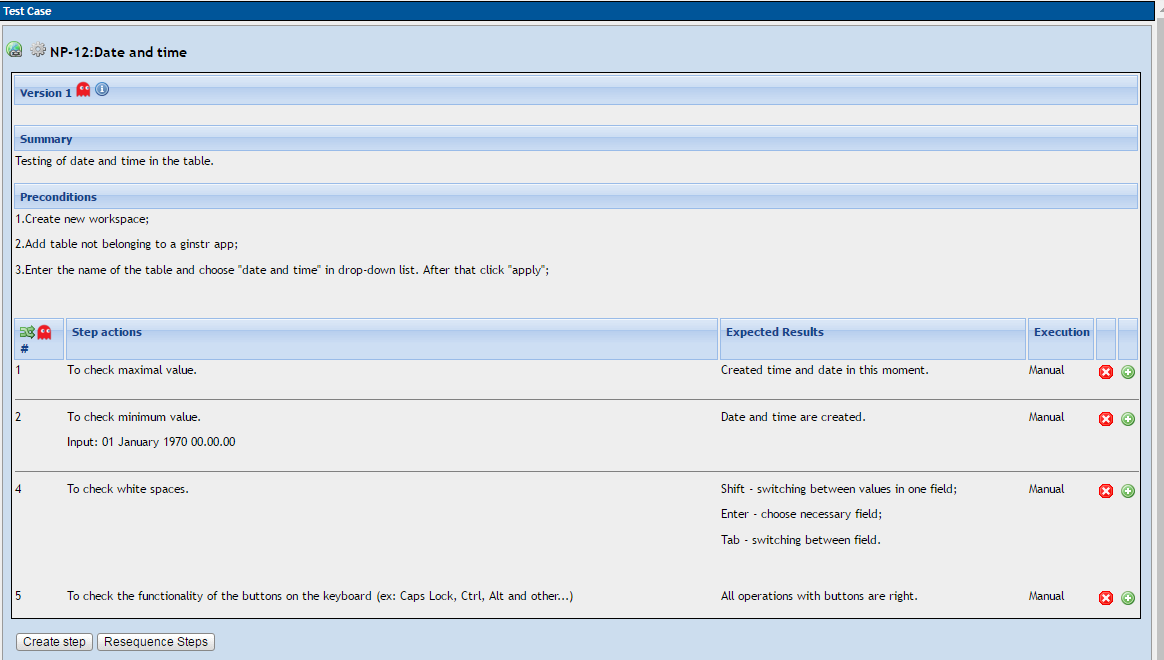 Test Case
NP-12:Date and time
Version 1
Summary
Testing of date and time in the table.
Preconditions
1.Create new workspace;
2.Add table not belonging to a ginstr app;
3.Enter the name of the table and choose "date and time" in drop-down list. After that click "apply";
# Step actions Expected Results Execution
1 To check maximal value. Created time and date in this moment. Manual
2 To check minimum value. Date and time are created. Manual
Input: 01 January 1970 00.00.00
4 To check white spaces. Shift - switching between values in one field; Manual
Enter - choose necessary field;
Tab - switching between field.
5 To check the functionality of the buttons on the keyboard (ex: Caps Lock, Ctrl, Alt and other...) All operations with buttons are right. Manual
Create step Resequence Steps